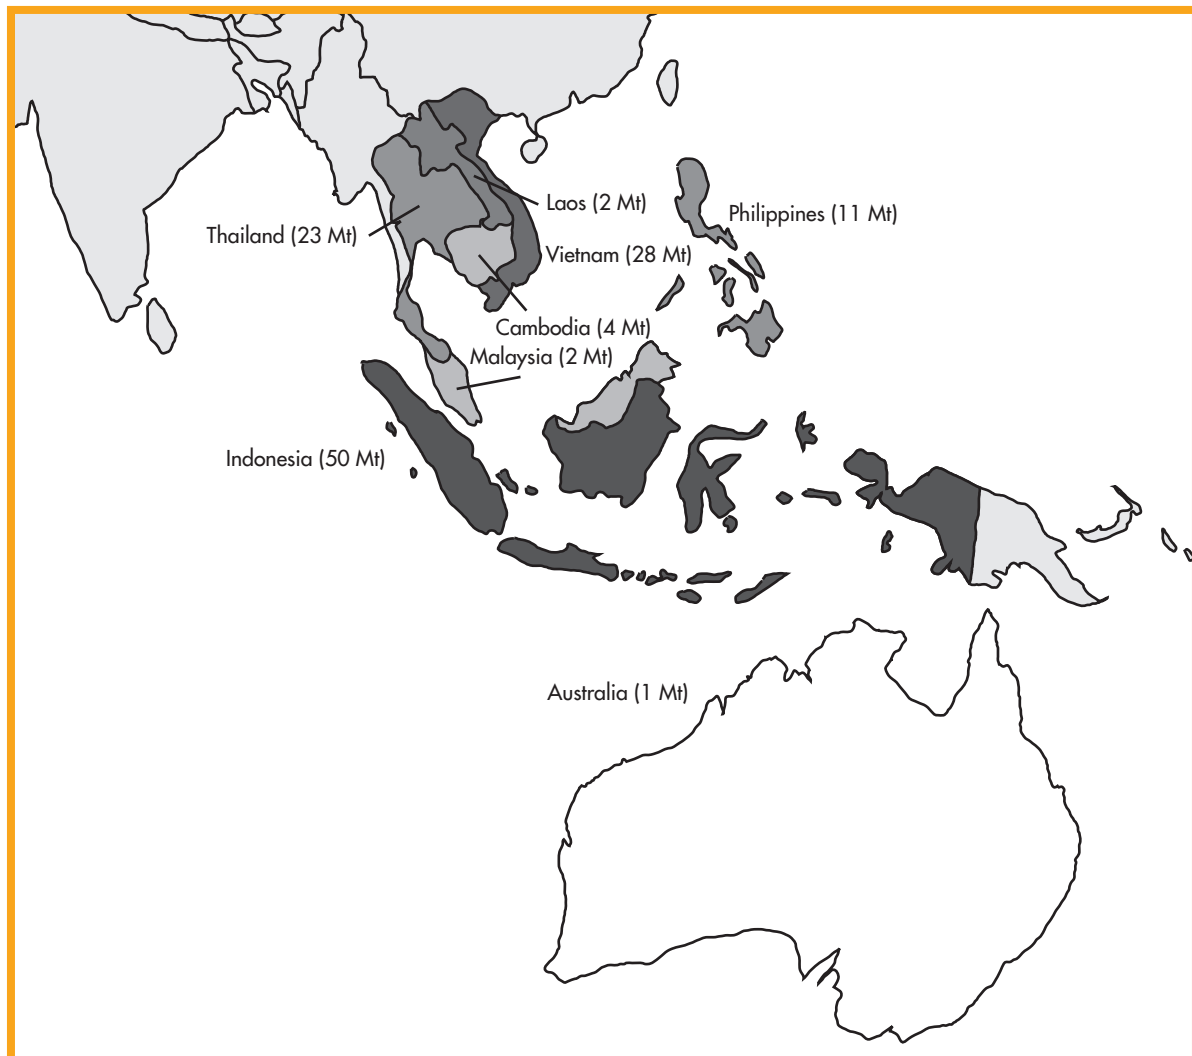 Laos (2 Mt)
Philippines (11 Mt)
Thailand (23 Mt)
Vietnam (28 Mt)
Cambodia (4 Mt)
Malaysia (2 Mt)
Indonesia (50 Mt)
Australia (1 Mt)